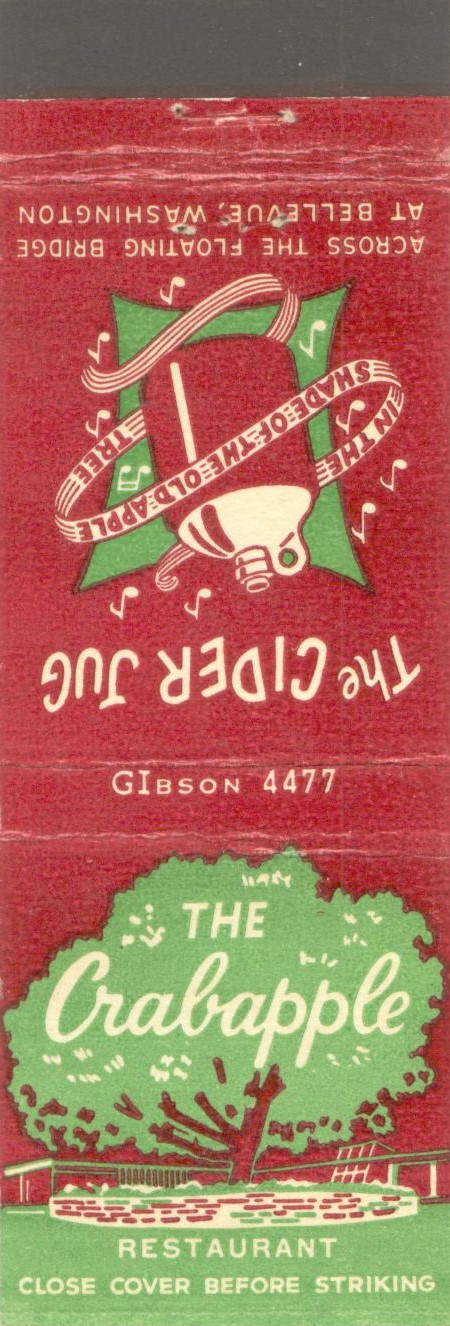 The CIDER JUG
IN THE SHADE OF THE OLD APPLE TREE
ACROSS THE FLOATING BRIDGE
AT BELLEVUE, WASHINGTON
GIBSON 4477
THE
Crabapple
RESTAURANT
CLOSE COVER BEFORE STRIKING